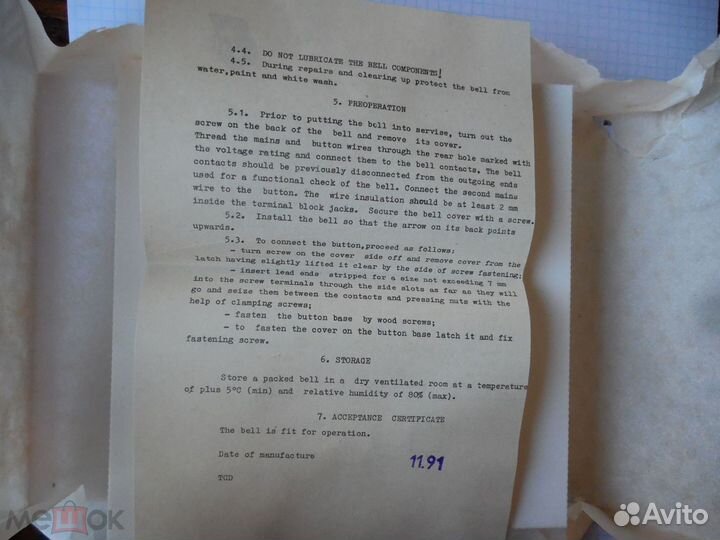 4.4. DO NOT LUBRICATE THE BELL COMPONENTS!
4.5. During repairs and clearing up protect the bell from
water,paint and white wash.
5. PREOPERATION
5.1. Prior to putting the bell into servise, turn out the
screw on the back of the bell and remove its cover.
Thread the mains and button wires through the rear hole marked with
the voltage rating and connect them to the bell contacts. The bell
contacts should be previously disconnected from the outgoing ends
used for a functional check of the bell. Connect the second mains
wire to the button. The wire insulation should be at least 2 mm
inside the terminal block jacks. Secure the bell cover with a screw.
5.2. Install the bell so that the arrow on its back points
upwards.
5.3. To connect the button,proceed as follows:
- turn screw on the cover side off and remove cover from the
latch having slightly lifted it clear by the side of screw fastening;
- insert lead ends stripped for a size not exceeding 7 mm
into the screw terminals through the side slots as far as they will
go and seize them between the contacts and pressing nuts with the
help of clamping screws;
- fasten the button base by wood screws;
- to fasten the cover on the button base latch it and fix
fastening screw.
6. STORAGE
Store a packed bell in a dry ventilated room at a temperature
of plus 5°C (min) and relative humidity of 80% (max).
7. ACCEPTANCE CERTIFICATE
The bell is fit for operation.
Date of manufacture 11.91
TCD
мешок
Avito